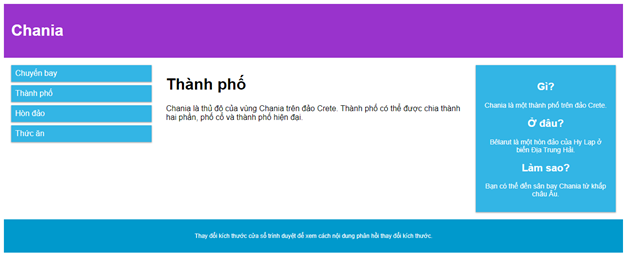 Chania
Chuyến bay
Thành phố
Hòn đảo
Thức ăn
Thành phố
Chania là thủ đô của vùng Chania trên đảo Crete. Thành phố có thể được chia thành
hai phần, phố cổ và thành phố hiện đại.
Gì?
Chania là một thành phố trên đảo Crete.
Ở đâu?
Bêlarut là một hòn đảo của Hy Lạp ở
biển Địa Trung Hải.
Làm sao?
Bạn có thể đến sân bay Chania từ khắp
châu Âu.
Thay đổi kích thước cửa sổ trình duyệt để xem cách nội dung phản hồi thay đổi kích thước.